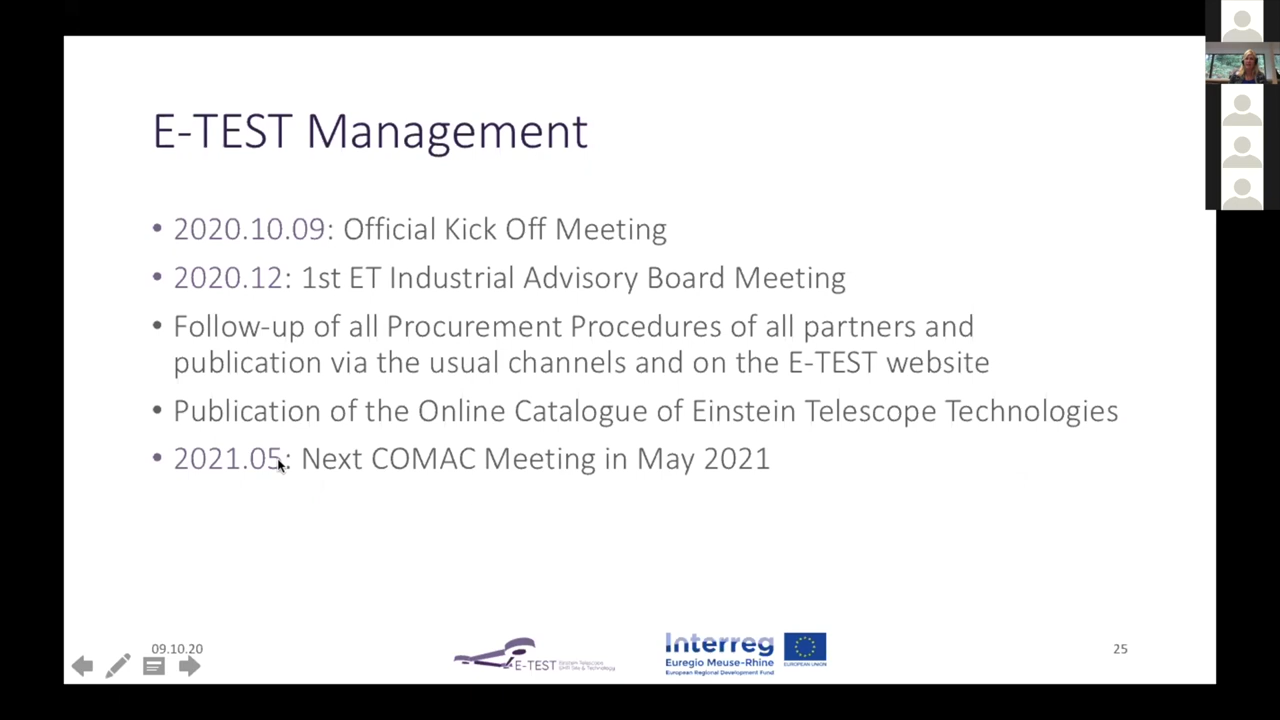 E-TEST Management
• 2020.10.09: Official Kick Off Meeting
• 2020.12: 1st ET Industrial Advisory Board Meeting
• Follow-up of all Procurement Procedures of all partners and
publication via the usual channels and on the E-TEST website
• Publication of the Online Catalogue of Einstein Telescope Technologies
• 2021.05: Next COMAC Meeting in May 2021
09.10.20
E-TEST
Einstein Telescope
EMR Site & Technology
Interreg
Euregio Meuse-Rhine
European Regional Development Fund
EUROPEAN UNION
25